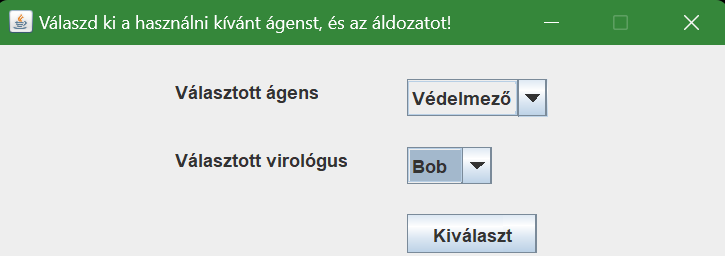 Válaszd ki a használni kívánt ágenst, és az áldozatot!
Választott ágens Védelmező
Választott virológus Bob
Kiválaszt